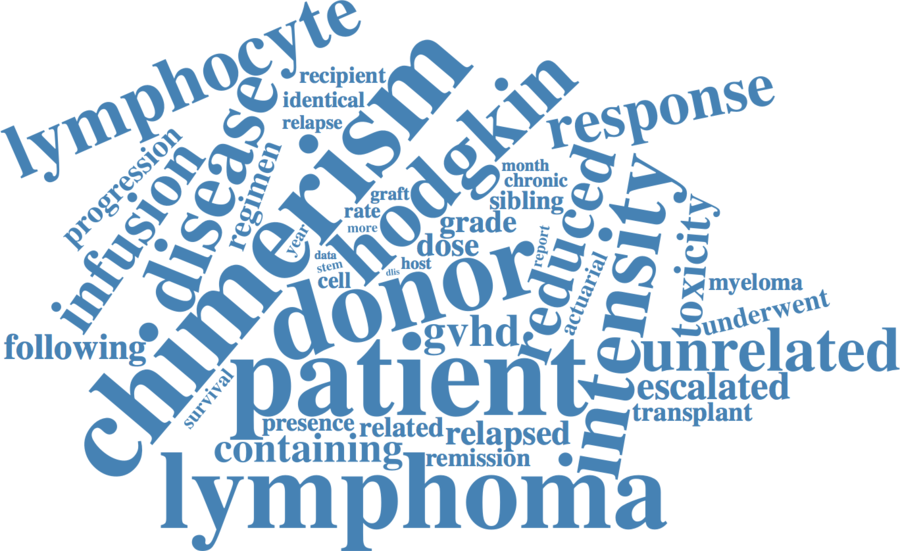 lymphocyte
recipient
identical
relapse
disease
chimerism
hodgkin
response
progression
infusion
regimen
month
chronic
sibling
graft
rate
more
grade
dose
year
data
stem
cell
dlis
host
report
reduced
actuarial
intensity
toxicity
myeloma
underwent
donor
gvhd
following
patient
unrelated
escalated
transplant
survival
presence
related
relapsed
containing
remission
lymphoma